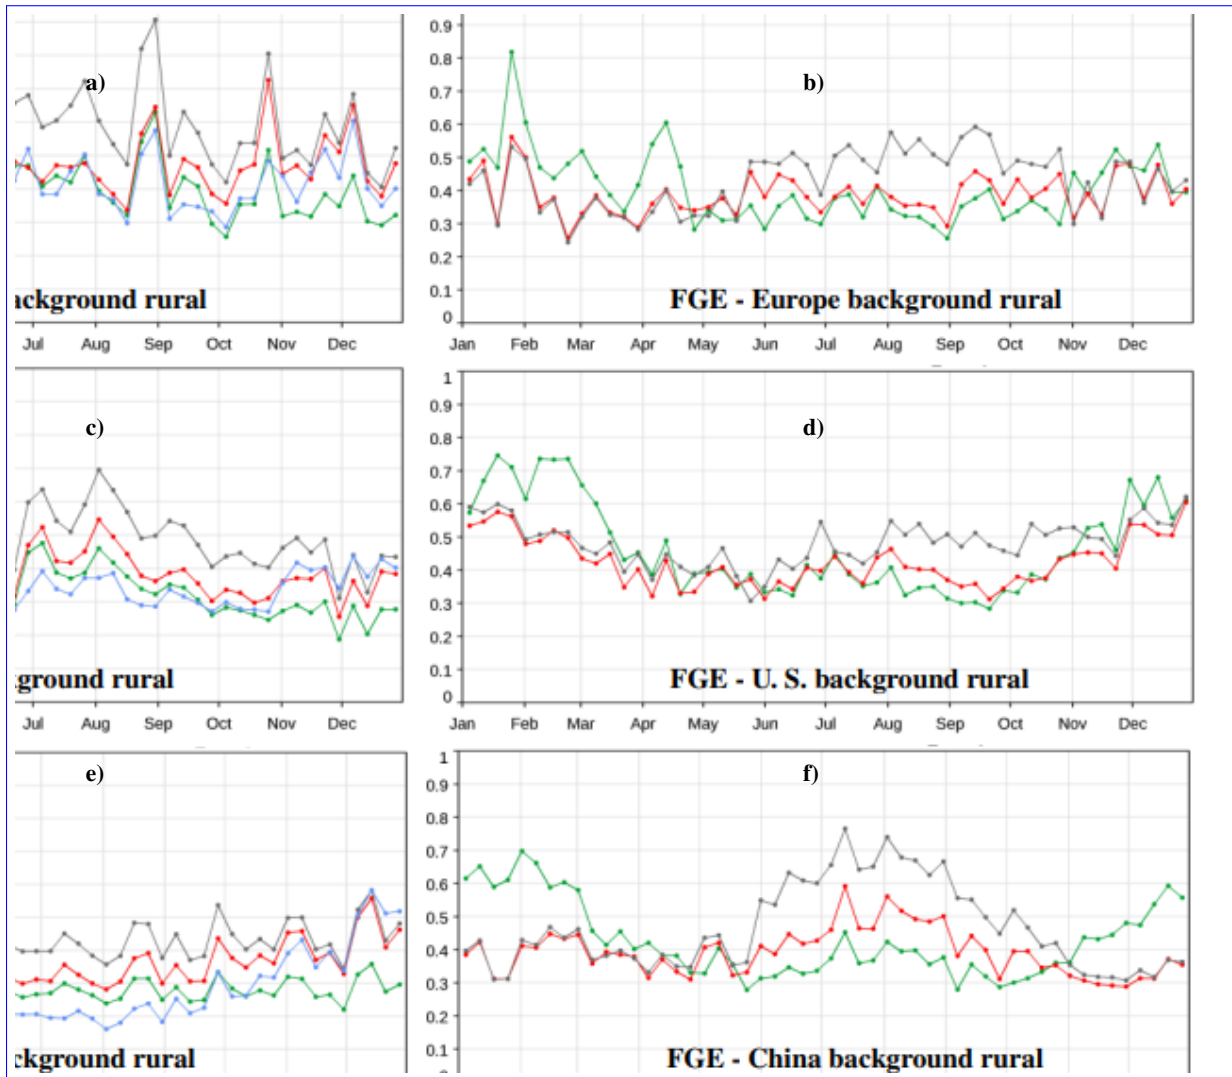 a)
ackground rural
Jul Aug Sep Oct Nov Dec
0.9
b)
0.8
0.7
0.6
0.5
0.4
0.3
0.2
0.1
FGE - Europe background rural
0
Jan Feb Mar Apr May Jun Jul Aug Sep Oct Nov Dec
c)
ground rural
Jul Aug Sep Oct Nov Dec
1
0.9
d)
0.8
0.7
0.6
0.5
0.4
0.3
0.2
0.1
FGE - U. S. background rural
0
Jan Feb Mar Apr May Jun Jul Aug Sep Oct Nov Dec
e)
ckground rural
1
f)
0.9
0.8
0.7
0.6
0.5
0.4
0.3
0.2
0.1
FGE - China background rural